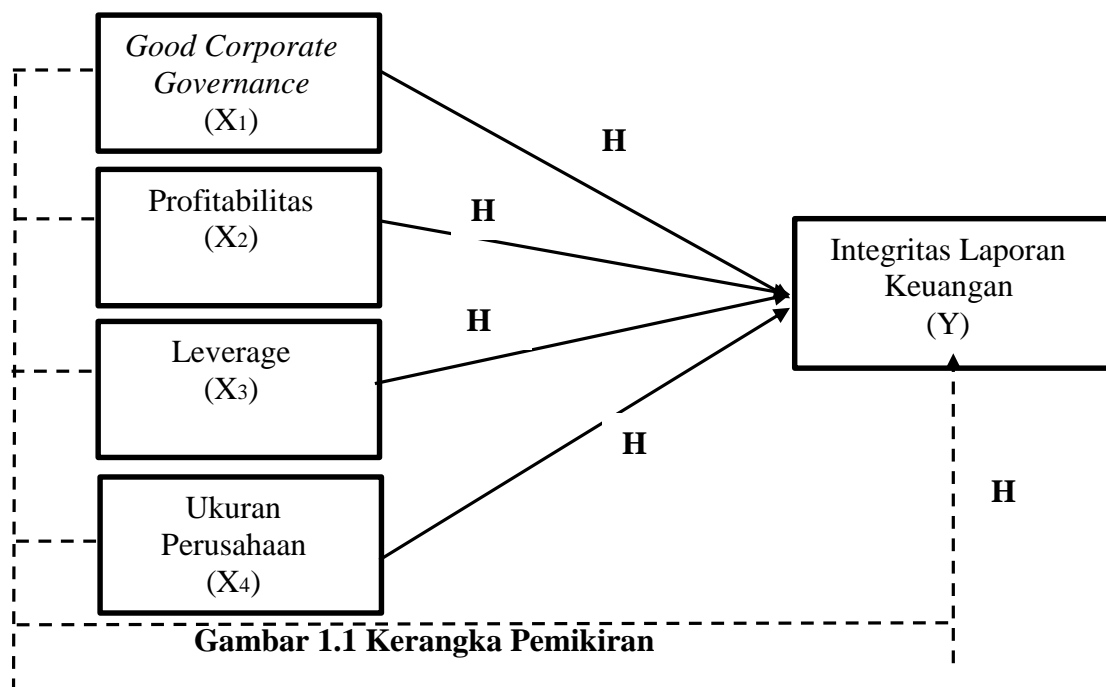 Good Corporate
Governance
(X1)
H
Profitabilitas
(X2)
H
Integritas Laporan
Keuangan
(Y)
H
Leverage
(X3)
H
Ukuran
Perusahaan
(X4)
H
Gambar 1.1 Kerangka Pemikiran